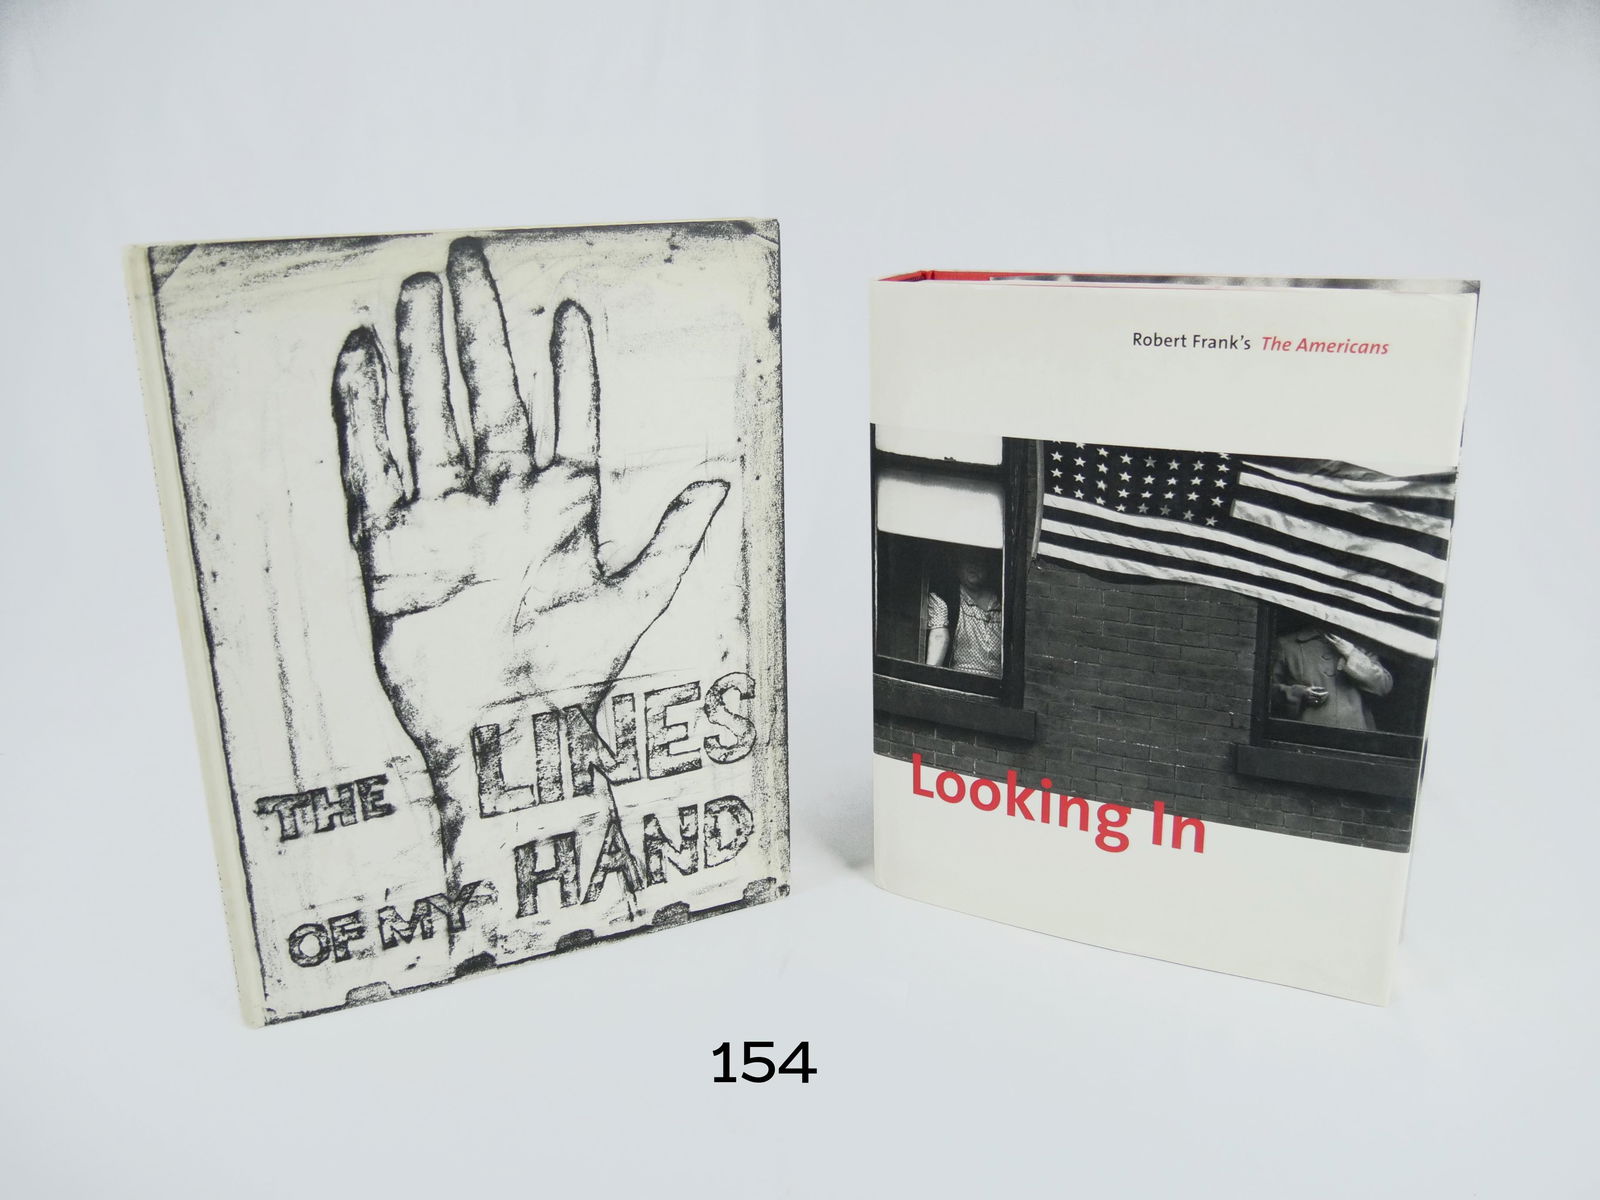 THE LINES
OF MY HAND
Robert Frank's The Americans
Looking In
154